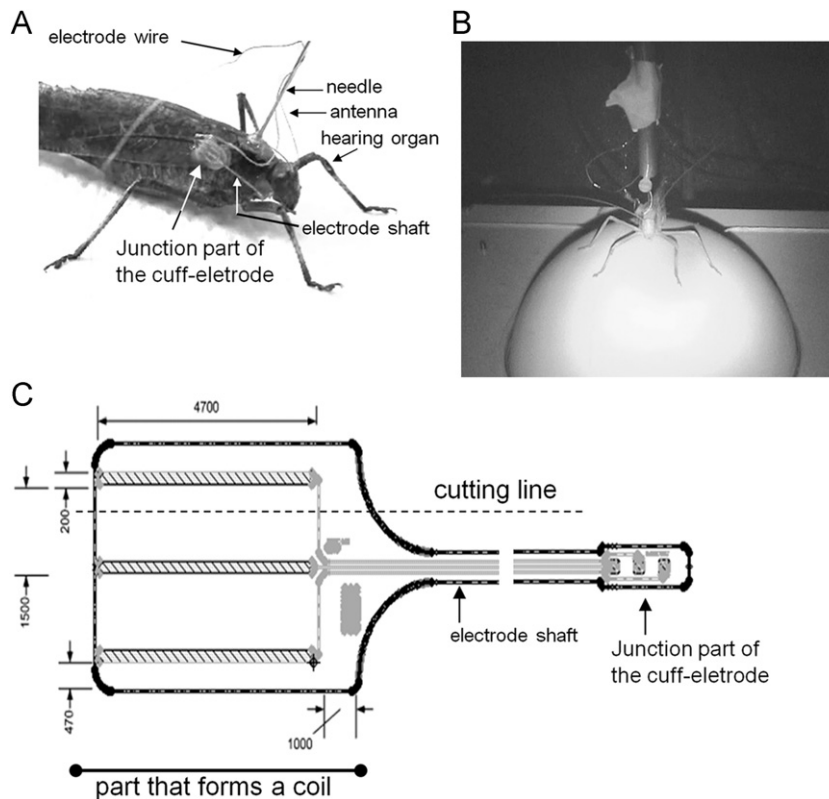 A
electrode wire
needle
antenna
hearing organ
electrode shaft
Junction part of
the cuff-eletrode
B
C
4700
cutting line
200
1500
470
1000
electrode shaft
Junction part of
the cuff-eletrode
part that forms a coil